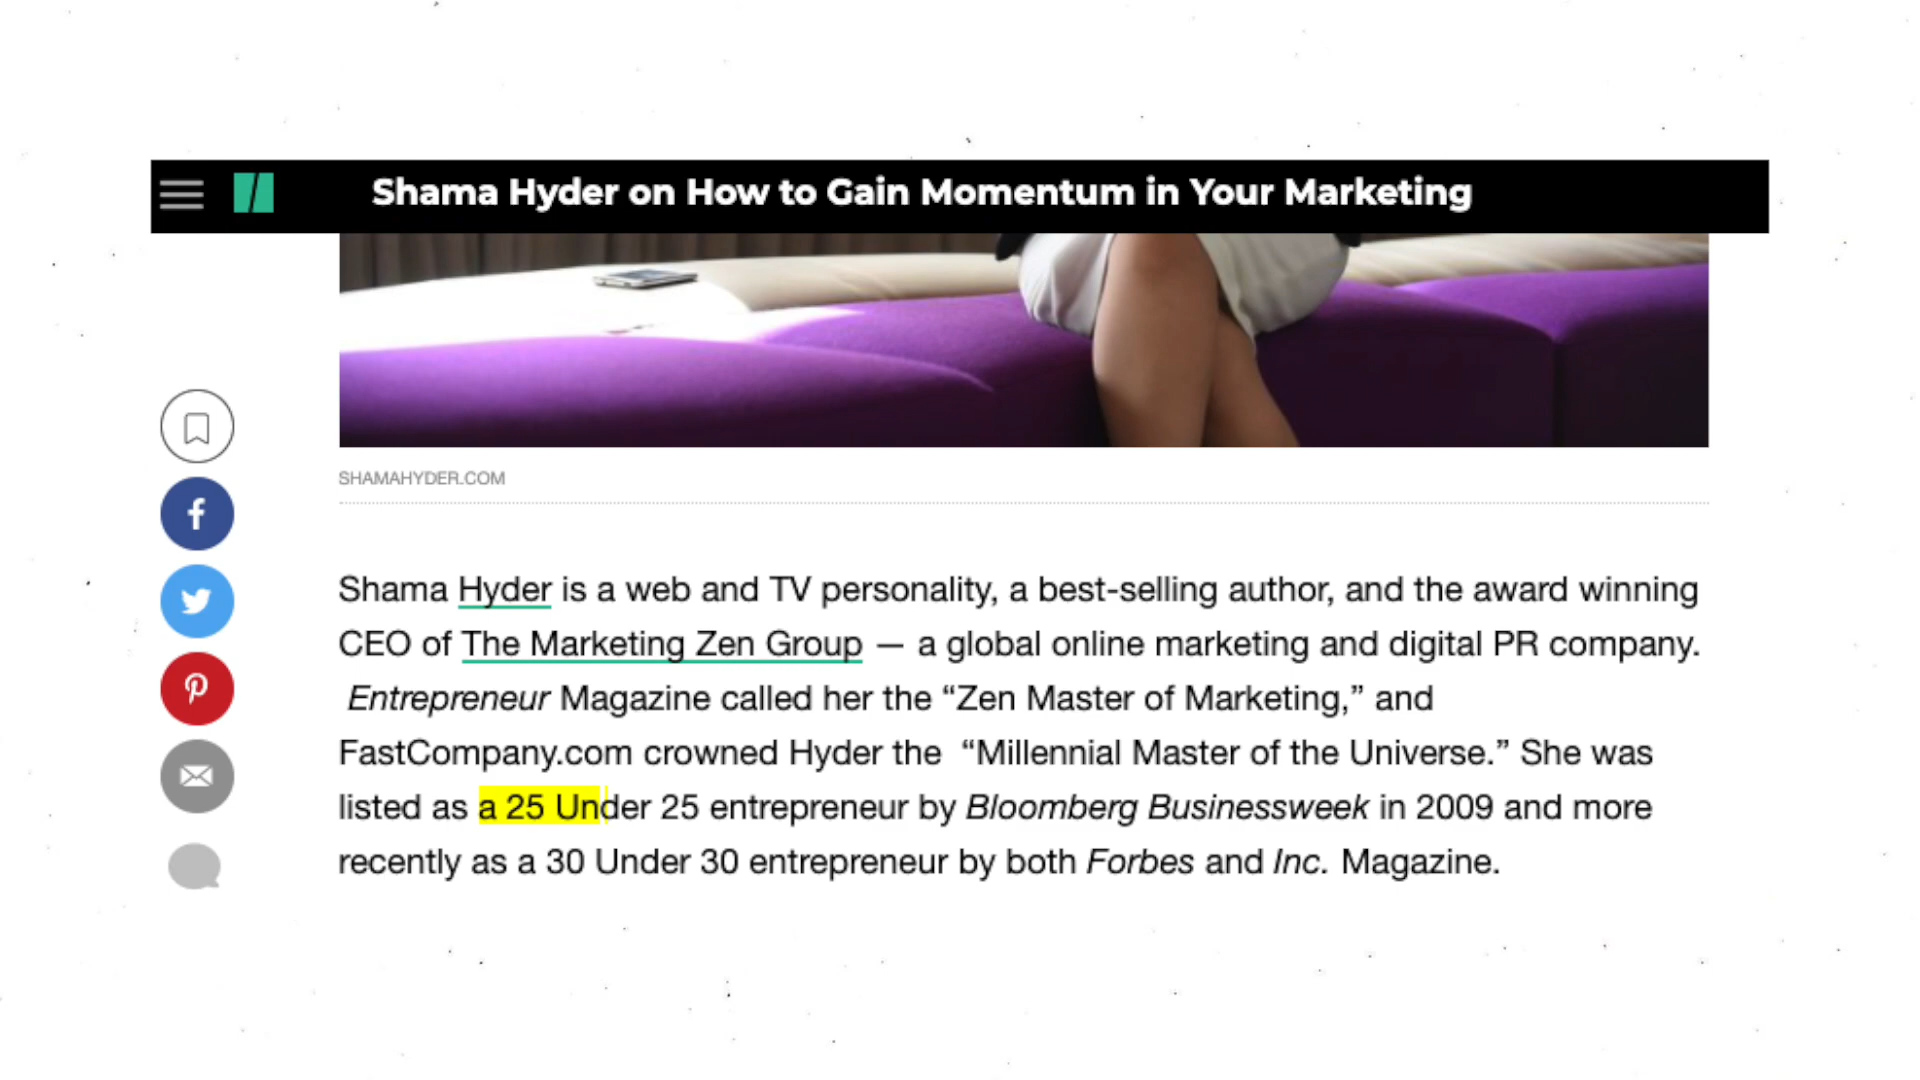 Shama Hyder on How to Gain Momentum in Your Marketing
SHAMAHYDER.COM
Shama Hyder is a web and TV personality, a best-selling author, and the award winning
CEO of The Marketing Zen Group — a global online marketing and digital PR company.
Entrepreneur Magazine called her the “Zen Master of Marketing,” and
FastCompany.com crowned Hyder the “Millennial Master of the Universe.” She was
listed as a 25 Under 25 entrepreneur by Bloomberg Businessweek in 2009 and more
recently as a 30 Under 30 entrepreneur by both Forbes and Inc. Magazine.